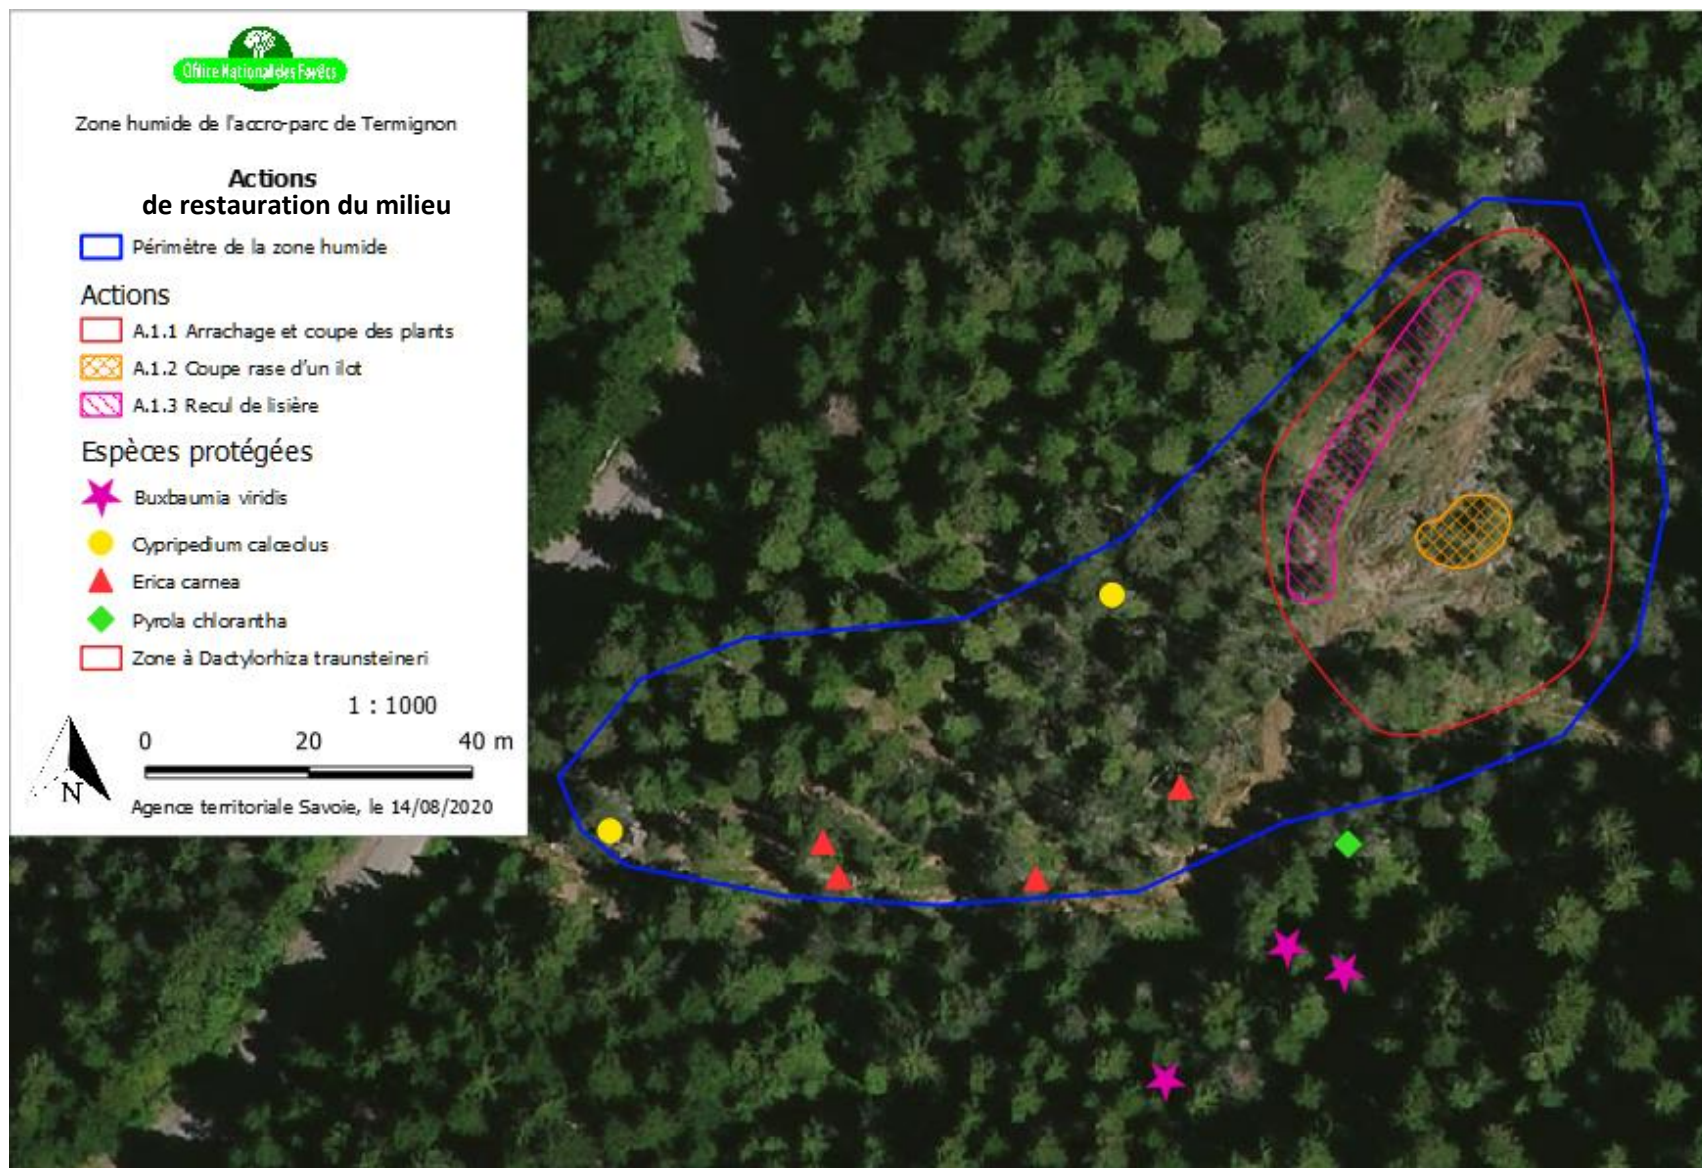 Office National des Forêts
Zone humide de l'accro-parc de Termignon
Actions
de restauration du milieu
Périmètre de la zone humide
Actions
A.1.1 Arrachage et coupe des plants
A.1.2 Coupe rase d'un ilot
A.1.3 Recul de lisière
Espèces protégées
Buxbaumia viridis
Cypripedium calceolus
Erica carnea
Pyrola chlorantha
Zone à Dactylorhiza traunsteineri
1 : 1000
0 20 40 m
N
Agence territoriale Savoie, le 14/08/2020